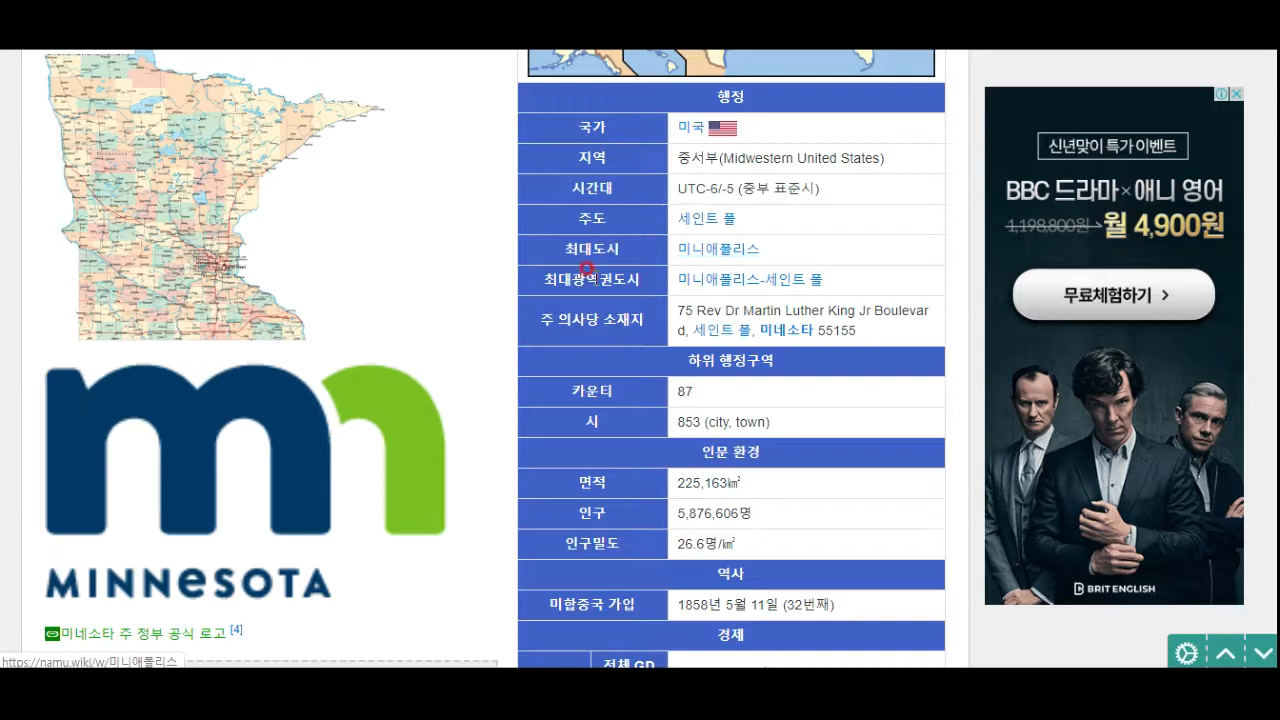 행정
국가 미국
지역 중서부(Midwestern United States)
시간대 UTC-6/-5 (중부 표준시)
주도 세인트 폴
최대도시 미니애폴리스
최대광역권도시 미니애폴리스-세인트 폴
주 의사당 소재지 75 Rev Dr Martin Luther King Jr Boulevar
d, 세인트 폴, 미네소타 55155
하위 행정구역
카운티 87
시 853 (city, town)
인문 환경
면적 225,163㎢
인구 5,876,606명
인구밀도 26.6명/㎢
역사
미합중국 가입 1858년 5월 11일 (32번째)
경제
전체 GD
mn
MINNeSOTA
미네소타 주 정부 공식 로고 [4]
https://namu.wiki/w/미니애폴리스
신년맞이 특가 이벤트
BBC 드라마×애니 영어
1,198,800원→월 4,900원
무료체험하기 >
BRIT ENGLISH